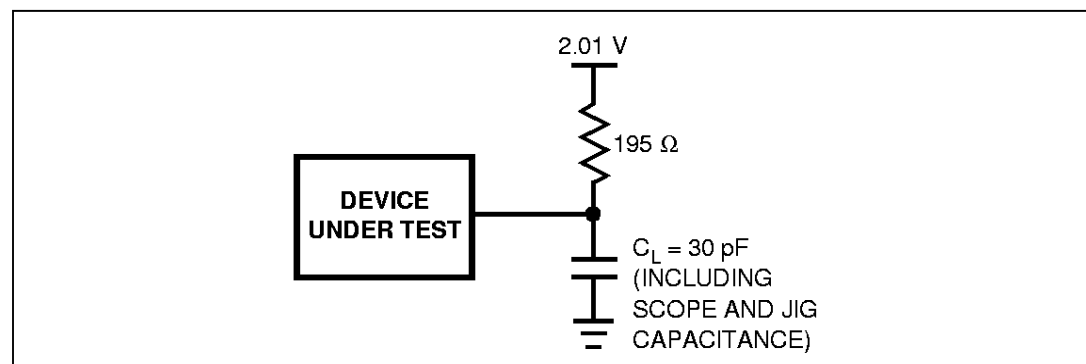 2.01 V
195 Ω
DEVICE
UNDER TEST
C_L = 30 pF
(INCLUDING
SCOPE AND JIG
CAPACITANCE)